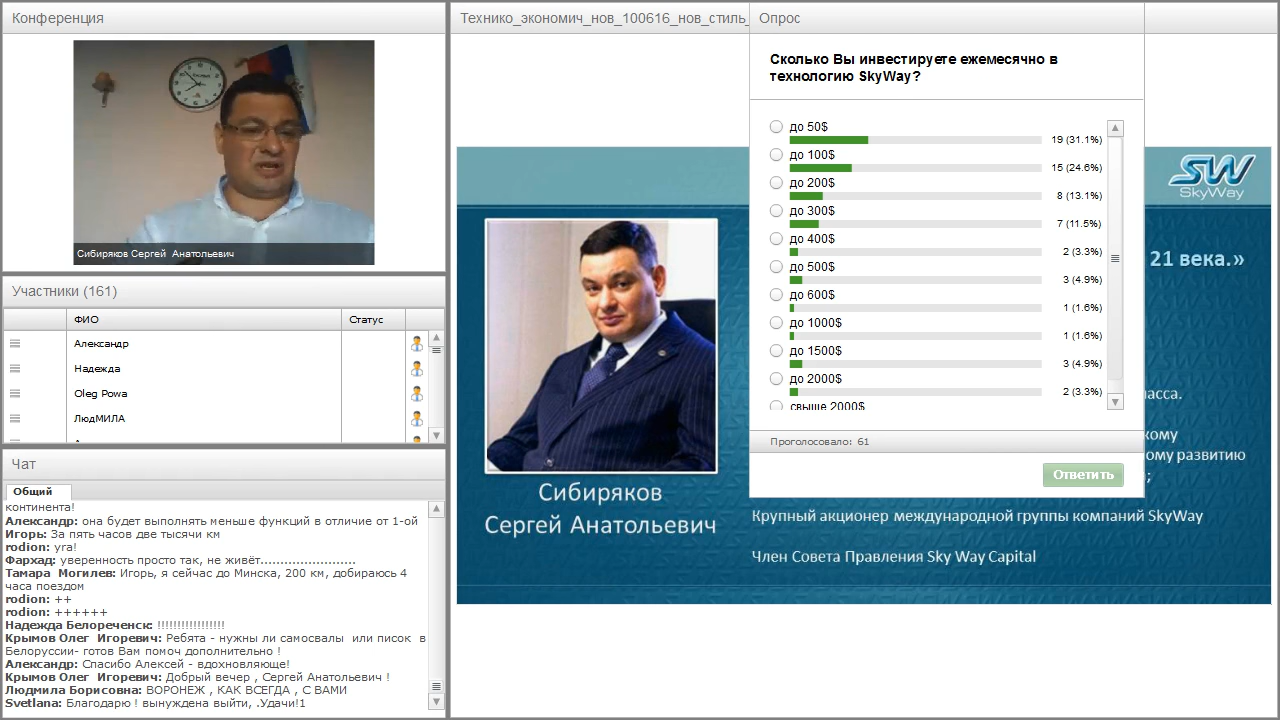 Конференция
Сибиряков Сергей Анатольевич
Участники (161)
ФИО
Статус
Александр
Надежда
Oleg Powa
ЛюдМИЛА
Чат
Общий
континента!
Александр: она будет выполнять меньше функций в отличие от 1-ой
Игорь: За пять часов две тысячи км
rodion: ура!
Фархад: уверенность просто так, не живёт........................
Тамара Могилев: Игорь, я сейчас до Минска, 200 км, добираюсь 4
часа поездом
rodion: ++
rodion: ++++++
Надежда Белореченск: !!!!!!!!!!!!!!!!!
Крымов Олег Игоревич: Ребята - нужны ли самосвалы или писок в
Белоруссии- готов Вам помоч дополнительно !
Александр: Спасибо Алексей - вдохновляюще!
Крымов Олег Игоревич: Добрый вечер , Сергей Анатольевич !
Людмила Борисовна: ВОРОНЕЖ , КАК ВСЕГДА , С ВАМИ
Svetlana: Благодарю ! вынуждена выйти, .Удачи!1
Технико_экономич_нов_100616_нов_стиль_
Опрос
Сколько Вы инвестируете ежемесячно в
технологию SkyWay?
до 50$
19 (31.1%)
до 100$
15 (24.6%)
до 200$
8 (13.1%)
до 300$
7 (11.5%)
до 400$
2 (3.3%)
до 500$
3 (4.9%)
до 600$
1 (1.6%)
до 1000$
1 (1.6%)
до 1500$
3 (4.9%)
до 2000$
2 (3.3%)
свыше 2000$
Проголосовало: 61
Ответить
SW
SkyWay
21 века.»
асса.
кому
ому развитию
;
Сибиряков
Сергей Анатольевич
Крупный акционер международной группы компаний SkyWay
Член Совета Правления Sky Way Capital